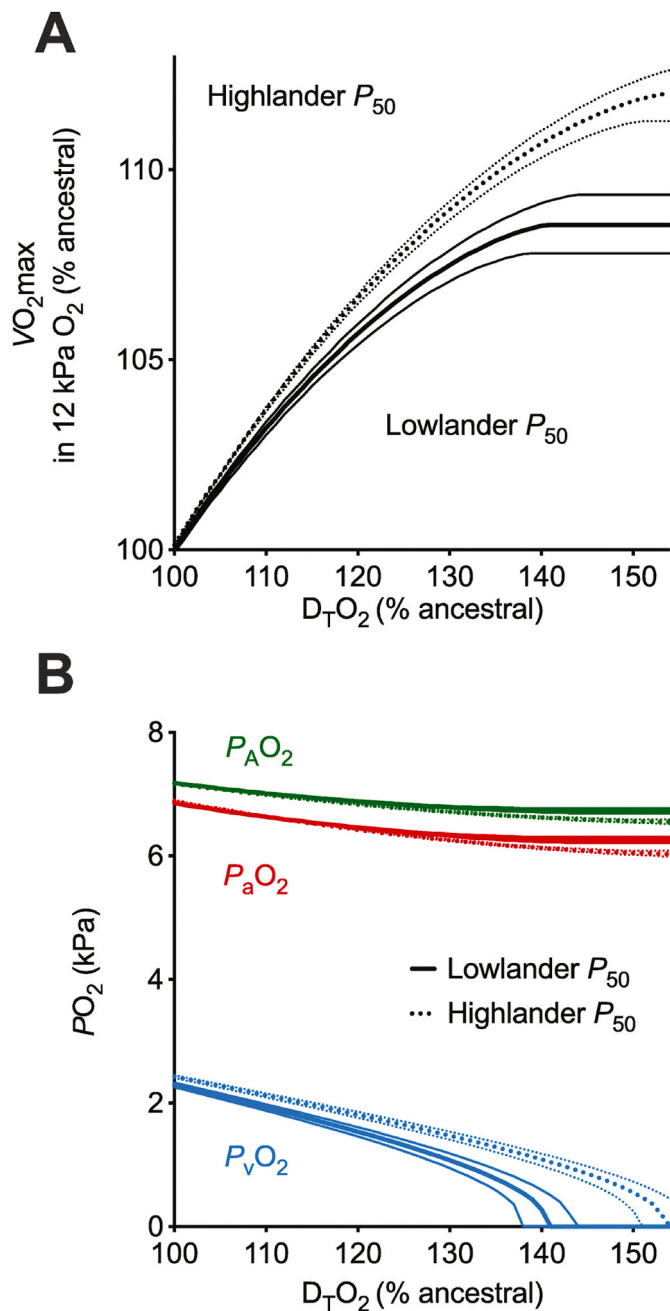 A
Highlander P₅₀
Lowlander P₅₀
V̇O₂max
in 12 kPa O₂ (% ancestral)
110
105
100
100 110 120 130 140 150
DTO₂ (% ancestral)
B
PAO₂
PaO₂
PvO₂
Lowlander P₅₀
Highlander P₅₀
PO₂ (kPa)
8
6
4
2
0
100 110 120 130 140 150
DTO₂ (% ancestral)